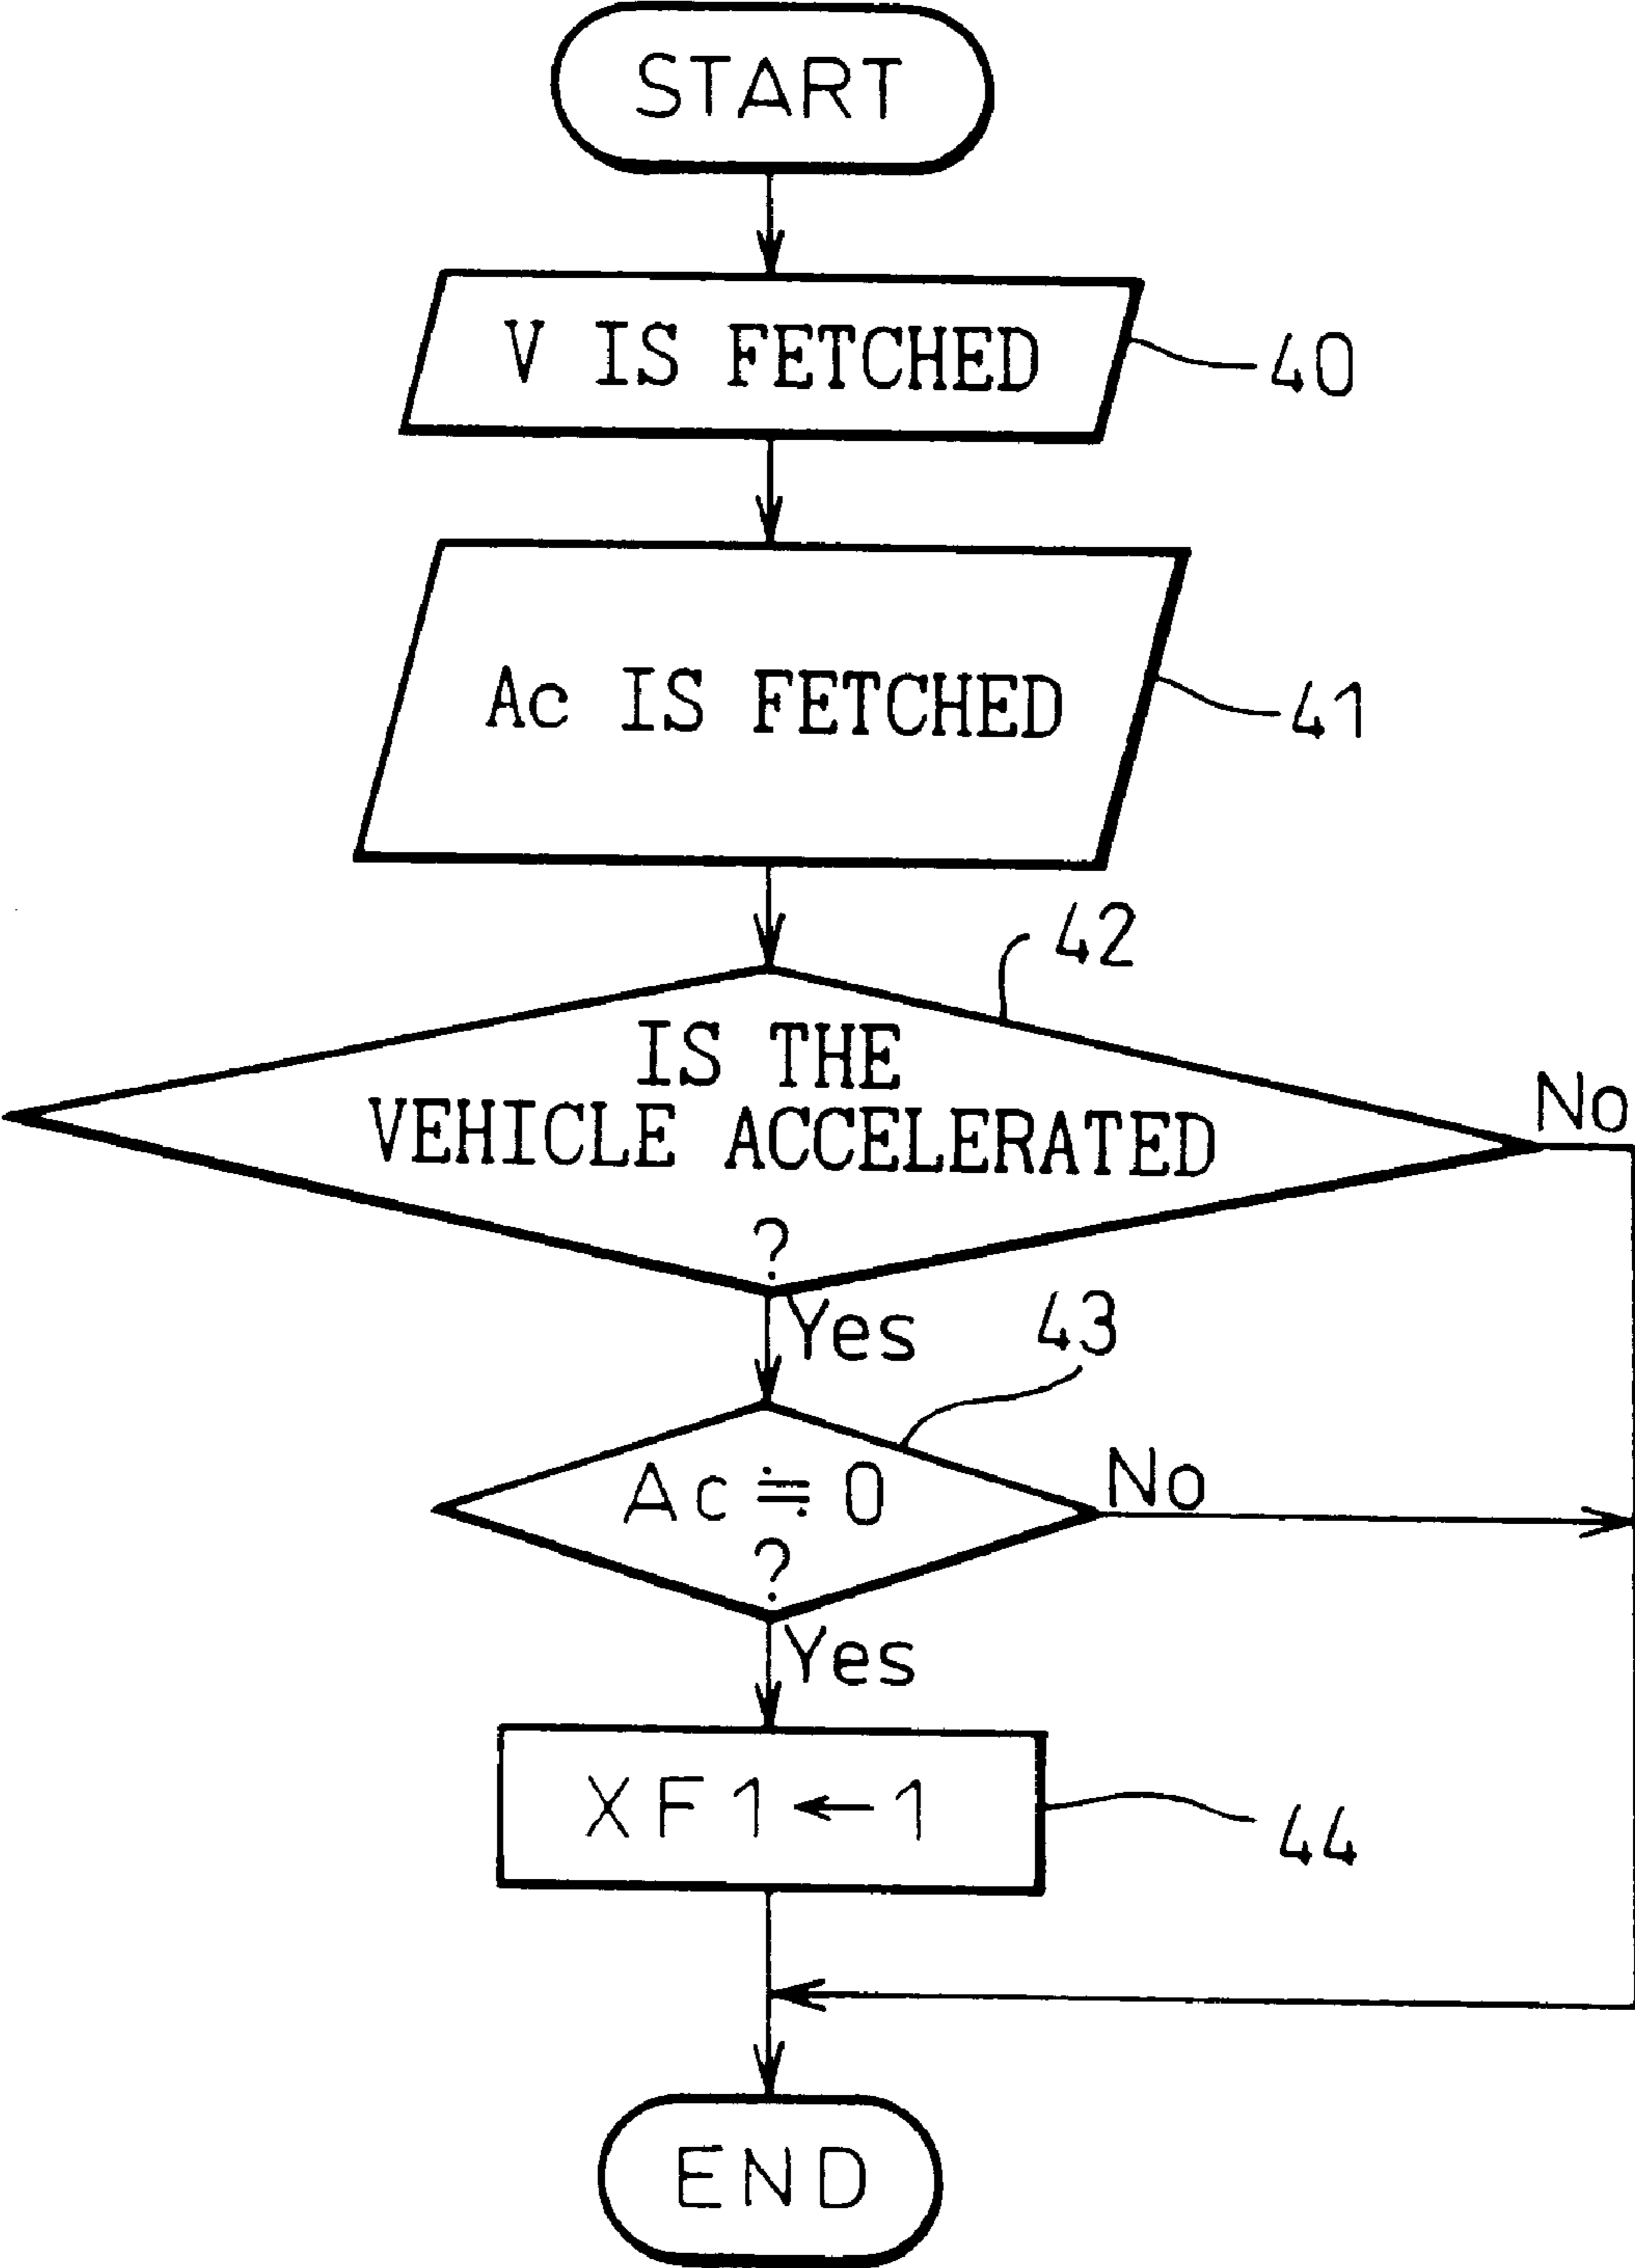 START
V IS FETCHED
40
Ac IS FETCHED
41
42
IS THE
VEHICLE ACCELERATED
?
No
Yes
43
Ac≒0
?
No
Yes
XF1←1
44
END